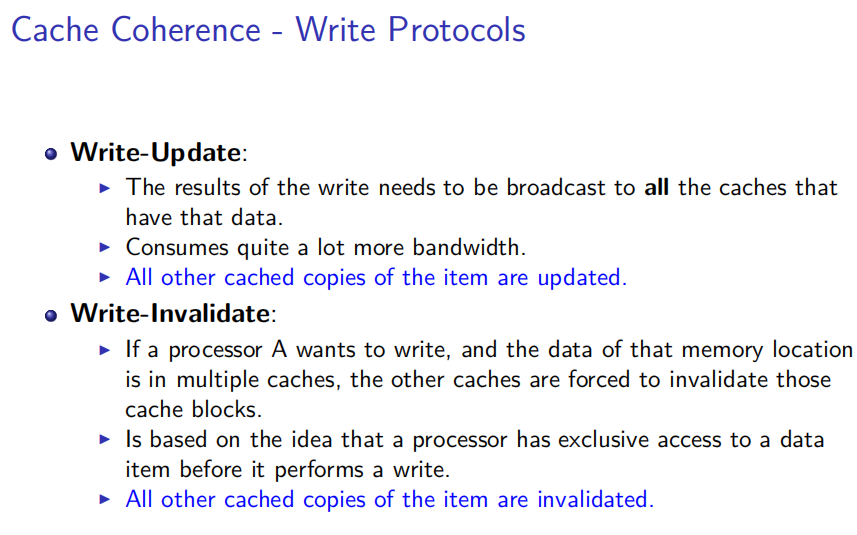 Cache Coherence - Write Protocols
Write-Update:
The results of the write needs to be broadcast to all the caches that
have that data.
Consumes quite a lot more bandwidth.
All other cached copies of the item are updated.
Write-Invalidate:
If a processor A wants to write, and the data of that memory location
is in multiple caches, the other caches are forced to invalidate those
cache blocks.
Is based on the idea that a processor has exclusive access to a data
item before it performs a write.
All other cached copies of the item are invalidated.